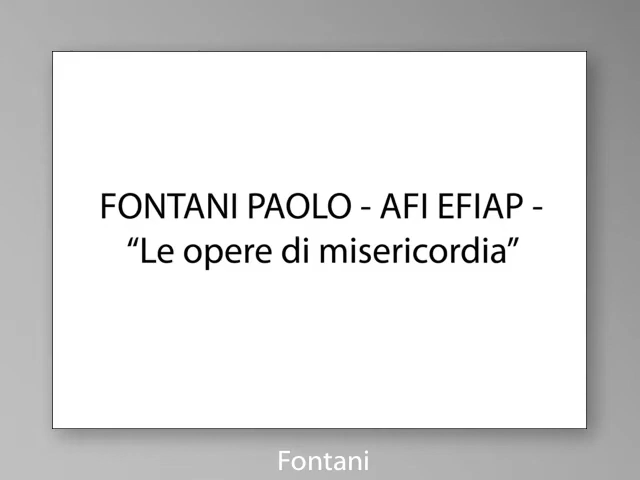 FONTANI PAOLO - AFI EFIAP -
“Le opere di misericordia”
Fontani